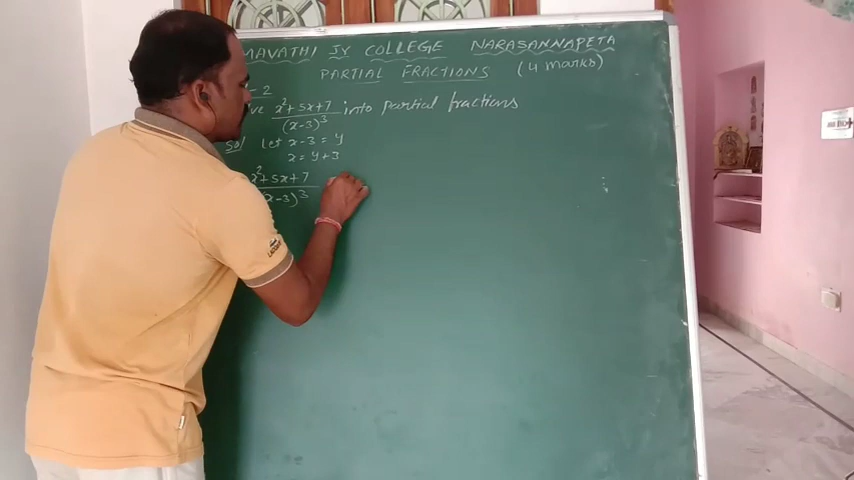 MAVATHI JR COLLEGE NARASANNAPETA
PARTIAL FRACTIONS (4 marks)
- 2
x²+5x+7/(x-3)³ into partial fractions
Sol Let x-3=y
x=y+3
x²+5x+7/(x-3)³